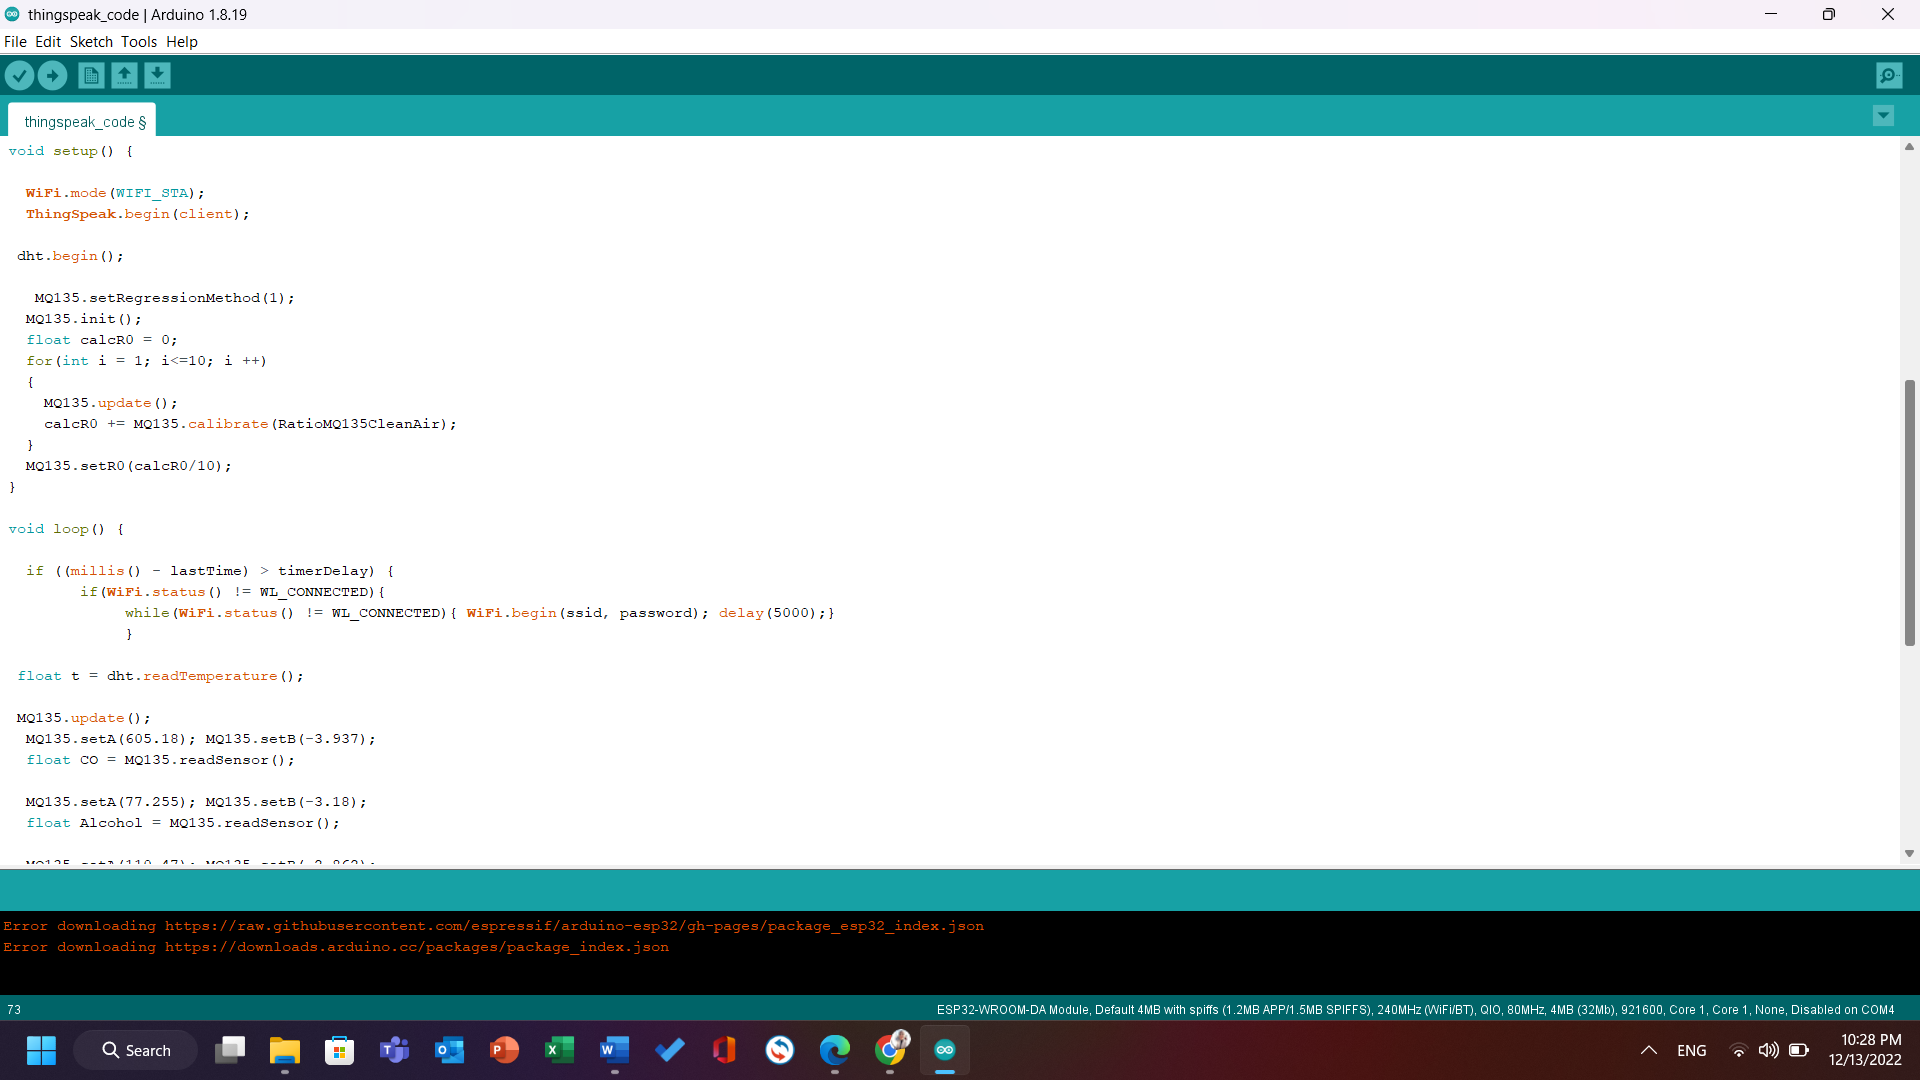 thingspeak_code | Arduino 1.8.19
File Edit Sketch Tools Help
thingspeak_code §
void setup() {
WiFi.mode(WIFI_STA);
ThingSpeak.begin(client);
dht.begin();
MQ135.setRegressionMethod(1);
MQ135.init();
float calcR0 = 0;
for(int i = 1; i<=10; i ++)
{
MQ135.update();
calcR0 += MQ135.calibrate(RatioMQ135CleanAir);
}
MQ135.setR0(calcR0/10);
}
void loop() {
if ((millis() - lastTime) > timerDelay) {
if(WiFi.status() != WL_CONNECTED){
while(WiFi.status() != WL_CONNECTED){ WiFi.begin(ssid, password); delay(5000);}
}
float t = dht.readTemperature();
MQ135.update();
MQ135.setA(605.18); MQ135.setB(-3.937);
float CO = MQ135.readSensor();
MQ135.setA(77.255); MQ135.setB(-3.18);
float Alcohol = MQ135.readSensor();
MQ135.setA(110.47); MQ135.setB(-2.862);
Error downloading https://raw.githubusercontent.com/espressif/arduino-esp32/gh-pages/package_esp32_index.json
Error downloading https://downloads.arduino.cc/packages/package_index.json
73
ESP32-WROOM-DA Module, Default 4MB with spiffs (1.2MB APP/1.5MB SPIFFS), 240MHz (WiFi/BT), QIO, 80MHz, 4MB (32Mb), 921600, Core 1, Core 1, None, Disabled on COM4
Search
ENG
10:28 PM
12/13/2022